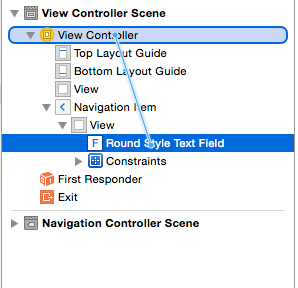 View Controller Scene
View Controller
Top Layout Guide
Bottom Layout Guide
View
Navigation Item
View
F Round Style Text Field
Constraints
First Responder
Exit
Navigation Controller Scene